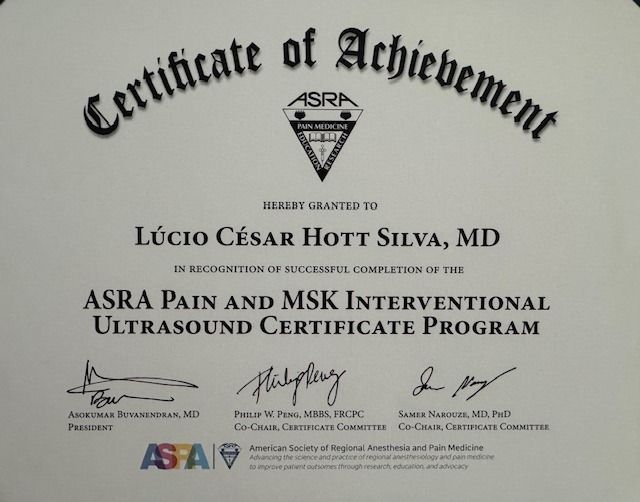 Certificate of Achievement
ASRA
PAIN MEDICINE
EDUCATION
RESEARCH
HEREBY GRANTED TO
LÚCIO CÉSAR HOTT SILVA, MD
IN RECOGNITION OF SUCCESSFUL COMPLETION OF THE
ASRA PAIN AND MSK INTERVENTIONAL
ULTRASOUND CERTIFICATE PROGRAM
Philip Peng
ASOKUMAR BUVANENDRAN, MD PHILIP W. PENG, MBBS, FRCPC SAMER NAROUZE, MD, PhD
PRESIDENT CO-CHAIR, CERTIFICATE COMMITTEE CO-CHAIR, CERTIFICATE COMMITTEE
ASRA American Society of Regional Anesthesia and Pain Medicine
Advancing the science and practice of regional anesthesiology and pain medicine
to improve patient outcomes through research, education, and advocacy